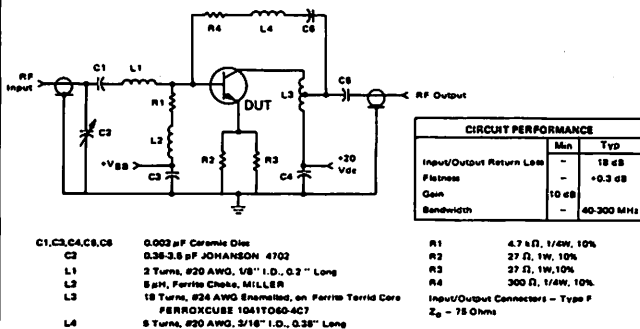 R4
L4
C6
RF
Input
C1
L1
R1
DUT
L3
C5
RF Output
C2
L2
+VBB
C3
R2
R3
C4
+20
Vdc
CIRCUIT PERFORMANCE
Min Typ
Input/Output Return Loss - 18 dB
Flatness - +0.3 dB
Gain 10 dB
Bandwidth - 40-300 MHz
C1,C3,C4,C5,C6 0.002 µF Ceramic Disc
C2 0.35-3.5 pF JOHANSON 4702
L1 2 Turns, #20 AWG, 1/8" I.D., 0.2" Long
L2 5 µH, Ferrite Choke, MILLER
L3 18 Turns, #24 AWG Enamelled, on Ferrite Torrid Core
FERROXCUBE 1041TO60-4C7
L4 5 Turns, #20 AWG, 3/16" I.D., 0.35" Long
R1 4.7 kΩ, 1/4W, 10%
R2 27 Ω, 1W, 10%
R3 27 Ω, 1W, 10%
R4 300 Ω, 1/4W, 10%
Input/Output Connectors — Type F
Zo - 75 Ohms